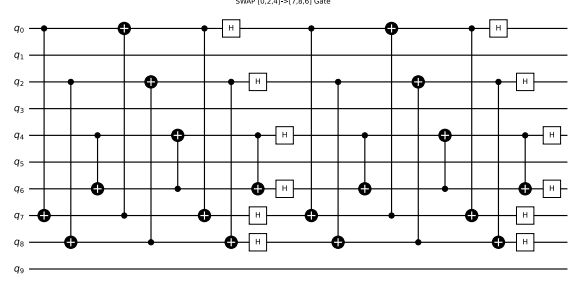 SWAP [0,2,4]->[7,8,6] Gate
q0 H H
q1
q2 H H
q3
q4 H H
q5
q6 H H
q7 H H
q8 H H
q9